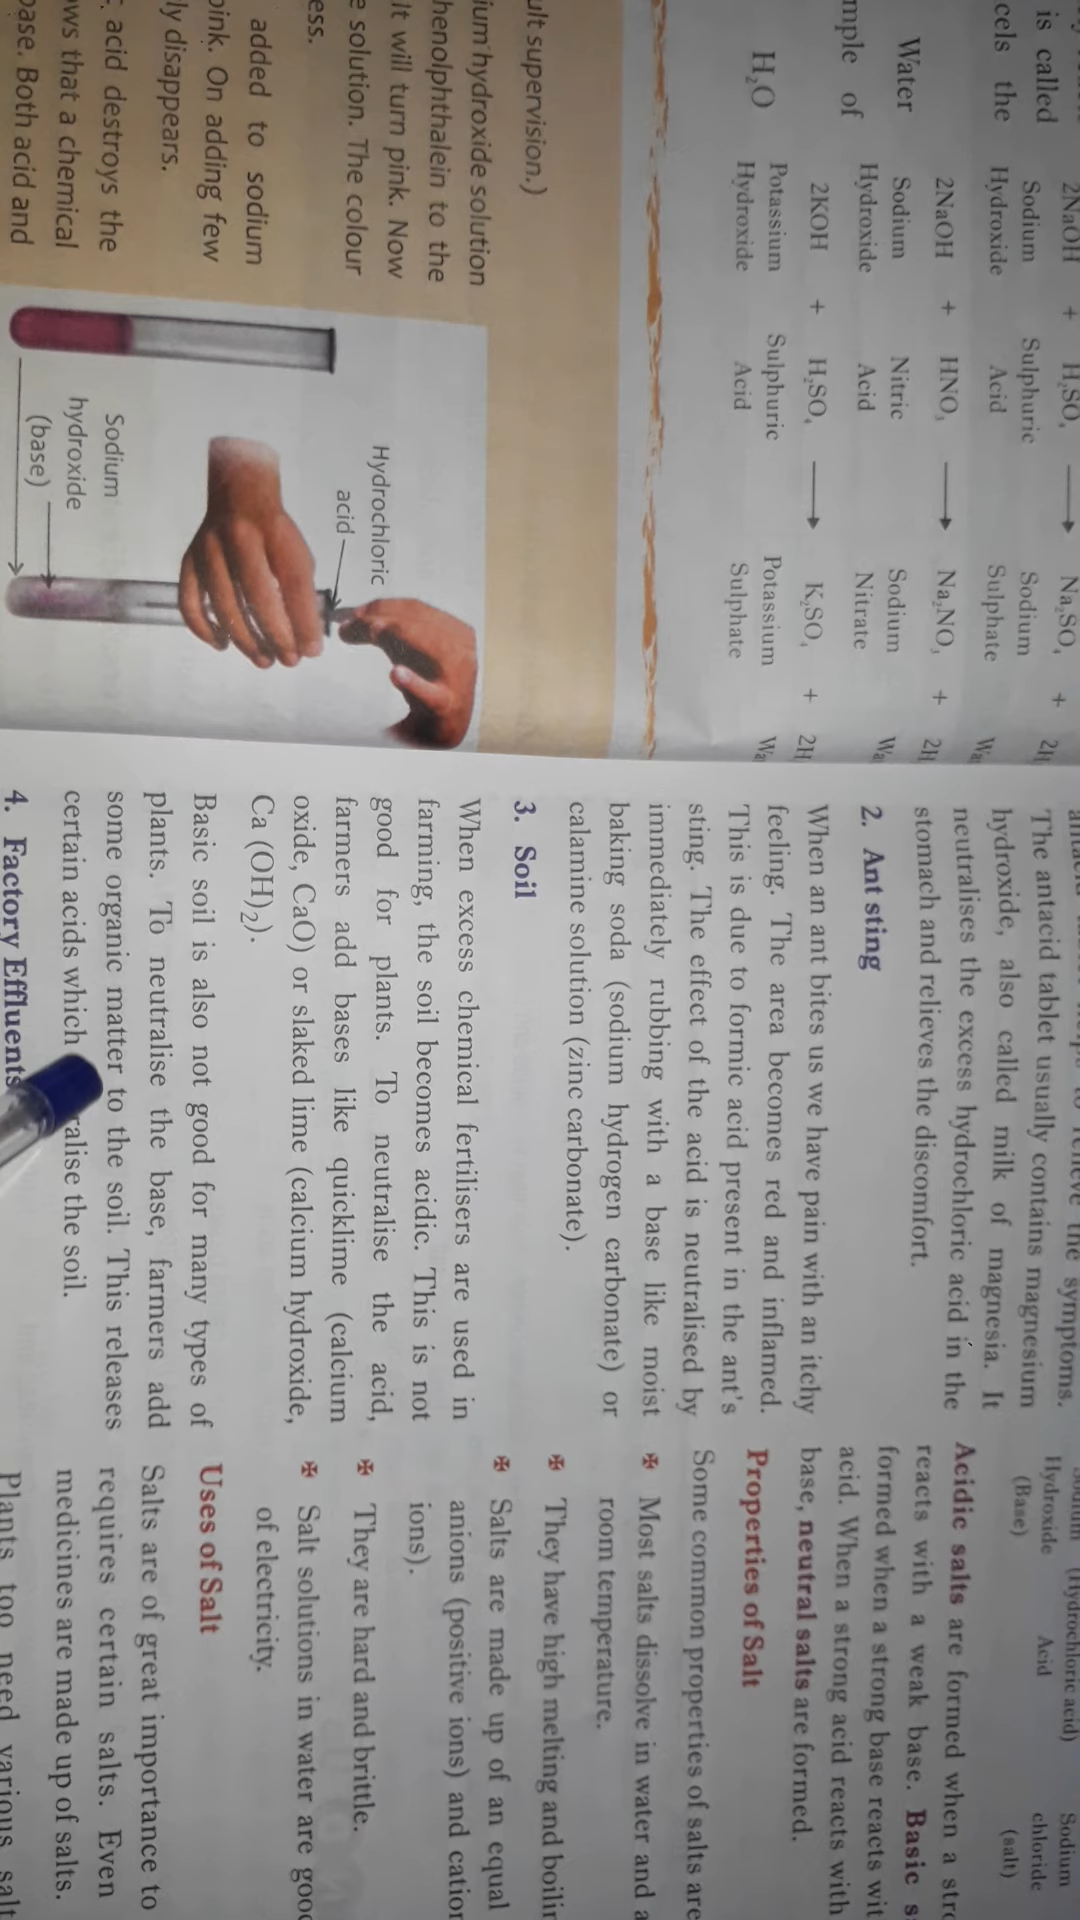 is called
cels the
Water
mple of
H₂O
2NaOH + H₂SO₄ ⟶ Na₂SO₄ + 2H
Sodium Sulphuric Sodium
Hydroxide Acid Sulphate Wa
2NaOH + HNO₃ ⟶ Na₂NO₃ + 2H
Sodium Nitric Sodium Wa
Hydroxide Acid Nitrate
2KOH + H₂SO₄ ⟶ K₂SO₄ + 2H
Potassium Sulphuric Potassium Wa
Hydroxide Acid Sulphate
ult supervision.)
ium hydroxide solution
henolphthalein to the
It will turn pink. Now
e solution. The colour
ess.
added to sodium
pink. On adding few
ly disappears.
acid destroys the
ws that a chemical
base. Both acid and
Hydrochloric
acid
Sodium
hydroxide
(base)
the symptoms.
The antacid tablet usually contains magnesium
hydroxide, also called milk of magnesia. It
neutralises the excess hydrochloric acid in the
stomach and relieves the discomfort.
2. Ant sting
When an ant bites us we have pain with an itchy
feeling. The area becomes red and inflamed.
This is due to formic acid present in the ant's
sting. The effect of the acid is neutralised by
immediately rubbing with a base like moist
baking soda (sodium hydrogen carbonate) or
calamine solution (zinc carbonate).
3. Soil
When excess chemical fertilisers are used in
farming, the soil becomes acidic. This is not
good for plants. To neutralise the acid,
farmers add bases like quicklime (calcium
oxide, CaO) or slaked lime (calcium hydroxide,
Ca (OH)₂).
Basic soil is also not good for many types of
plants. To neutralise the base, farmers add
some organic matter to the soil. This releases
certain acids which ralise the soil.
4. Factory Effluents
(Hydrochloric acid) Sodium
Hydroxide Acid chloride
(Base) (salt)
Acidic salts are formed when a stro
reacts with a weak base. Basic s
formed when a strong base reacts wit
acid. When a strong acid reacts with
base, neutral salts are formed.
Properties of Salt
Some common properties of salts are
✠ Most salts dissolve in water and a
room temperature.
✠ They have high melting and boilin
✠ Salts are made up of an equal
anions (positive ions) and cation
ions).
✠ They are hard and brittle.
✠ Salt solutions in water are good
of electricity.
Uses of Salt
Salts are of great importance to
requires certain salts. Even
medicines are made up of salts.
Plants too need various salt